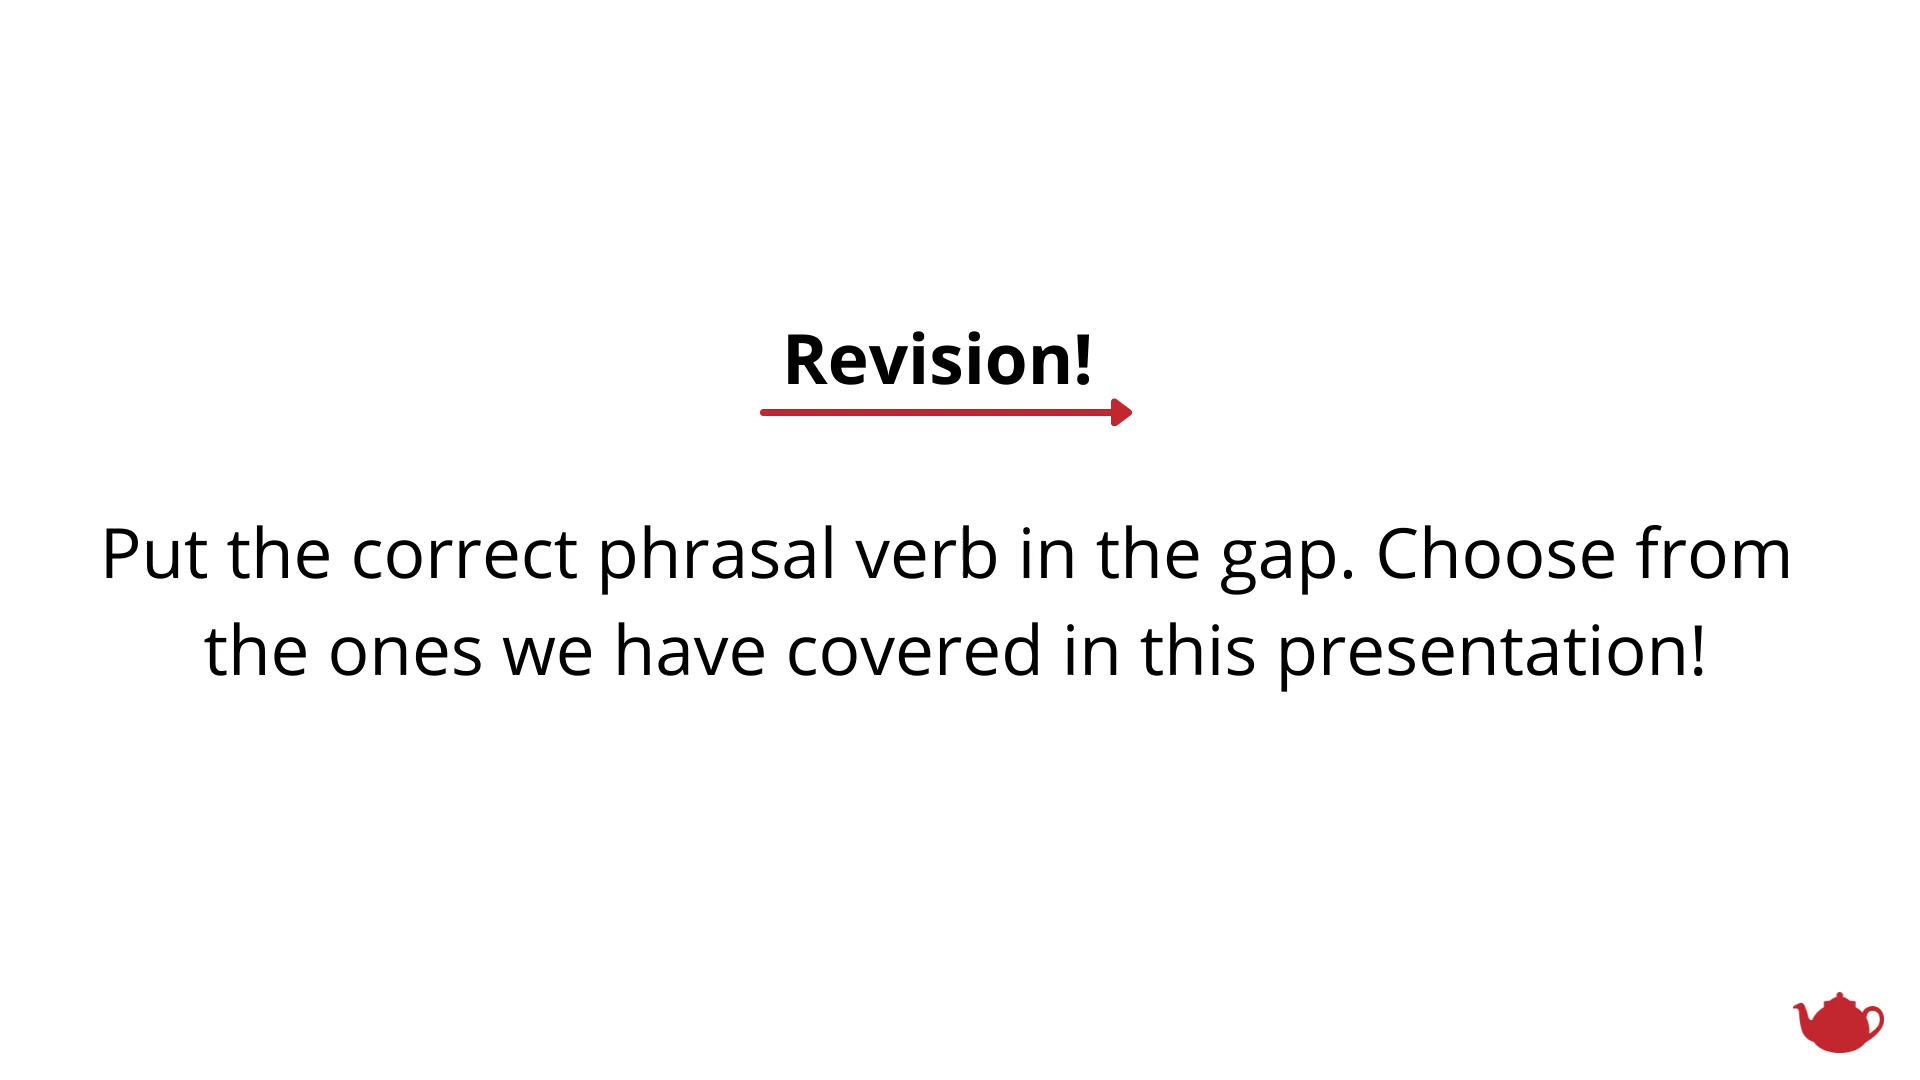 Revision!
Put the correct phrasal verb in the gap. Choose from
the ones we have covered in this presentation!